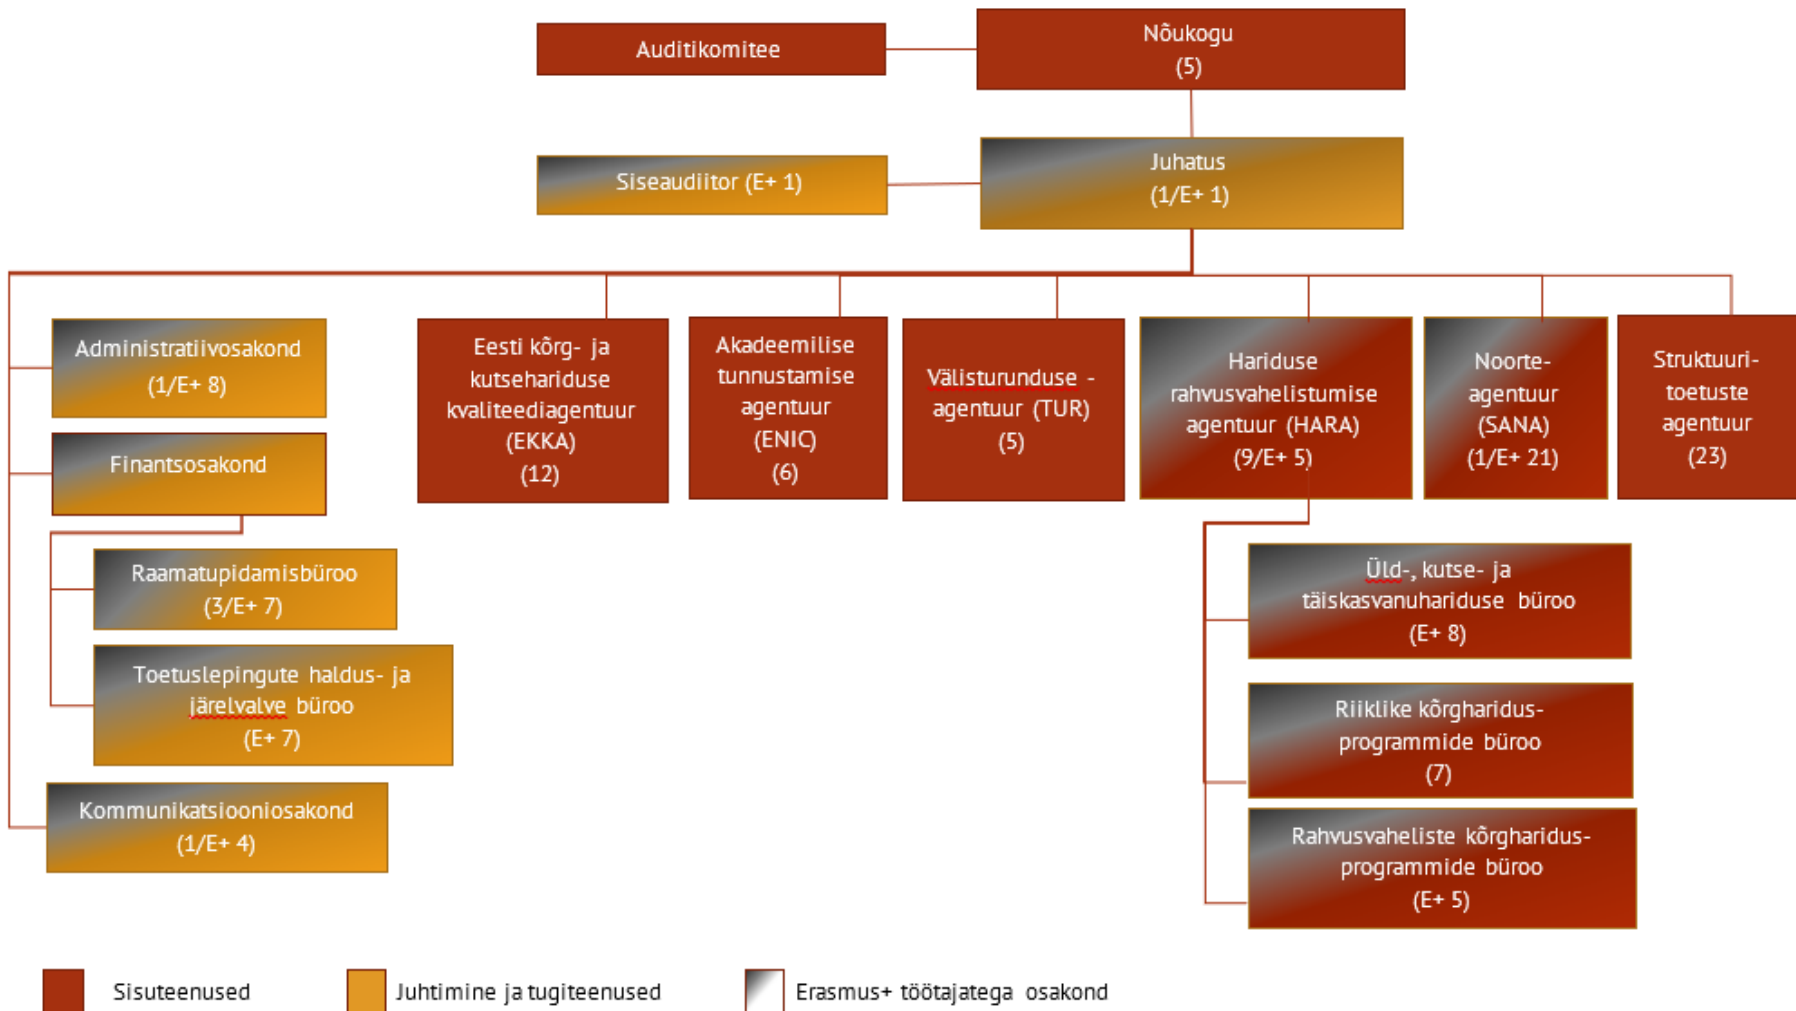 Auditikomitee
Nõukogu
(5)
Siseaudiitor (E+ 1)
Juhatus
(1/E+ 1)
Administratiivosakond
(1/E+ 8)
Finantsosakond
Raamatupidamisbüroo
(3/E+ 7)
Toetuslepingute haldus- ja
järelvalve büroo
(E+ 7)
Kommunikatsiooniosakond
(1/E+ 4)
Eesti kõrg- ja
kutsehariduse
kvaliteediagentuur
(EKKA)
(12)
Akadeemilise
tunnustamise
agentuur
(ENIC)
(6)
Välisturunduse -
agentuur (TUR)
(5)
Hariduse
rahvusvahelistumise
agentuur (HARA)
(9/E+ 5)
Noorte-
agentuur
(SANA)
(1/E+ 21)
Struktuuri-
toetuste
agentuur
(23)
Üld-, kutse- ja
täiskasvanuhariduse büroo
(E+ 8)
Riiklike kõrgharidus-
programmide büroo
(7)
Rahvusvaheliste kõrgharidus-
programmide büroo
(E+ 5)
Sisuteenused
Juhtimine ja tugiteenused
Erasmus+ töötajatega osakond